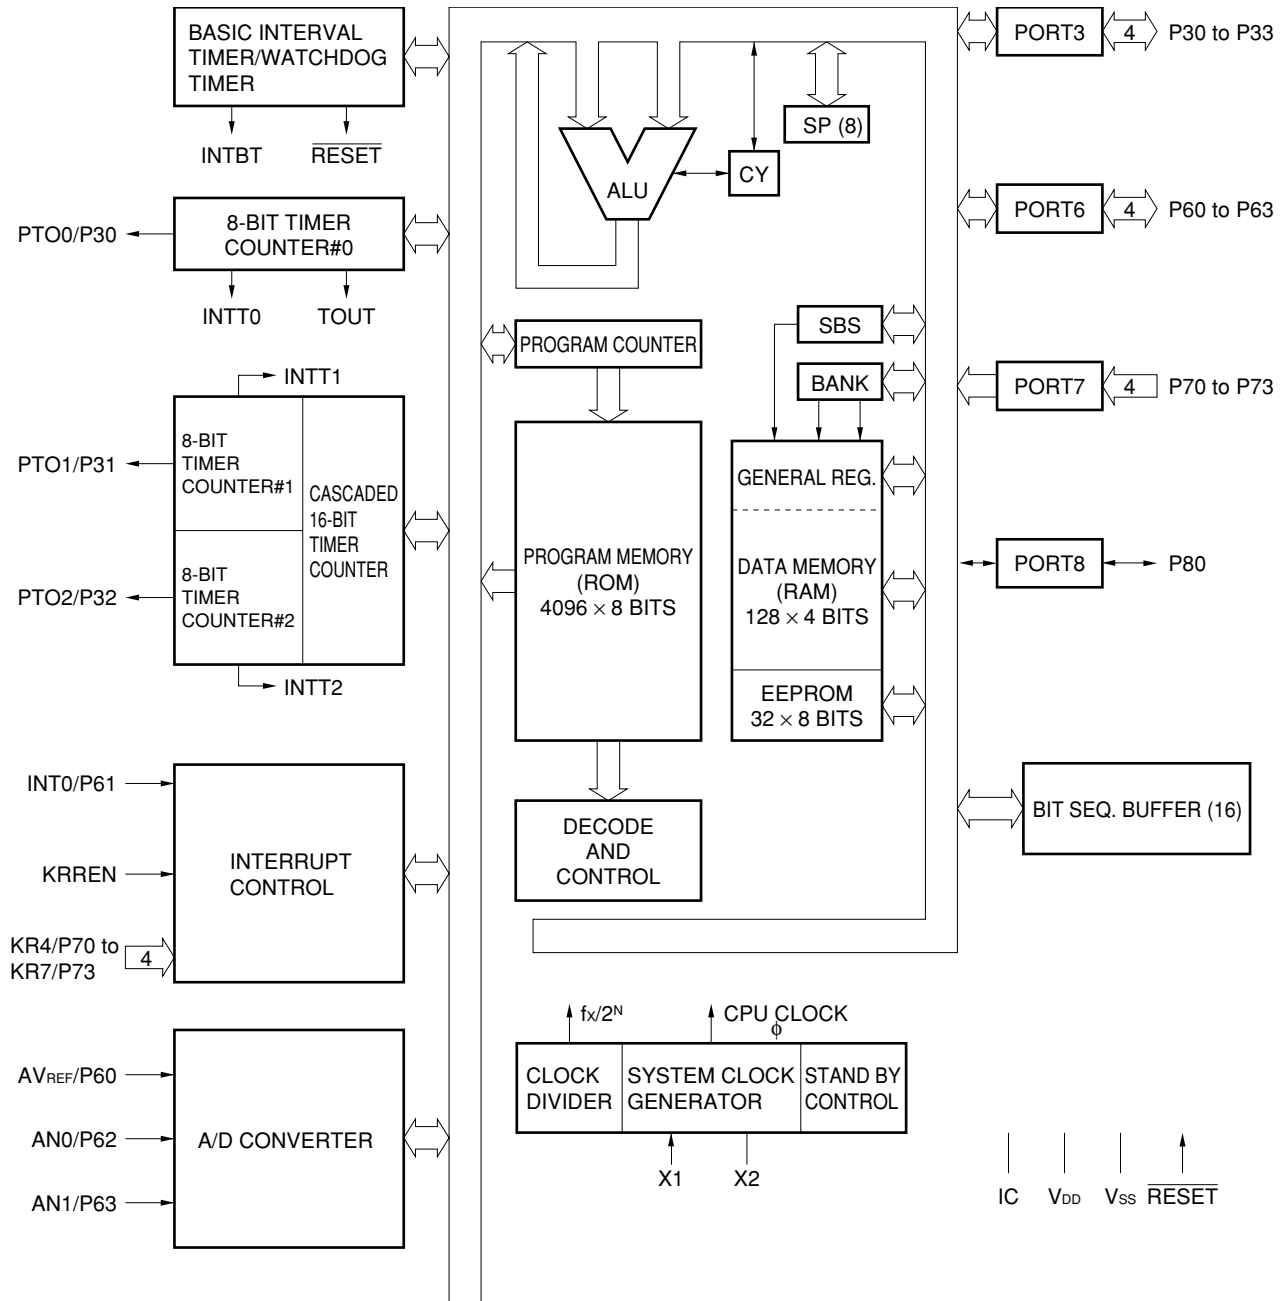 BASIC INTERVAL
TIMER/WATCHDOG
TIMER
INTBT
RESET
PTO0/P30
8-BIT TIMER
COUNTER#0
INTT0
TOUT
INTT1
PTO1/P31
8-BIT
TIMER
COUNTER#1
CASCADED
16-BIT
TIMER
COUNTER
PTO2/P32
8-BIT
TIMER
COUNTER#2
INTT2
INT0/P61
KRREN
KR4/P70 to
KR7/P73
4
INTERRUPT
CONTROL
AVREF/P60
AN0/P62
AN1/P63
A/D CONVERTER
ALU
CY
SP (8)
PROGRAM COUNTER
PROGRAM MEMORY
(ROM)
4096 × 8 BITS
DECODE
AND
CONTROL
SBS
BANK
GENERAL REG.
DATA MEMORY
(RAM)
128 × 4 BITS
EEPROM
32 × 8 BITS
fX/2N
CPU CLOCK
ϕ
CLOCK
DIVIDER
SYSTEM CLOCK
GENERATOR
STAND BY
CONTROL
X1
X2
PORT3
4
P30 to P33
PORT6
4
P60 to P63
PORT7
4
P70 to P73
PORT8
P80
BIT SEQ. BUFFER (16)
IC
VDD
VSS
RESET